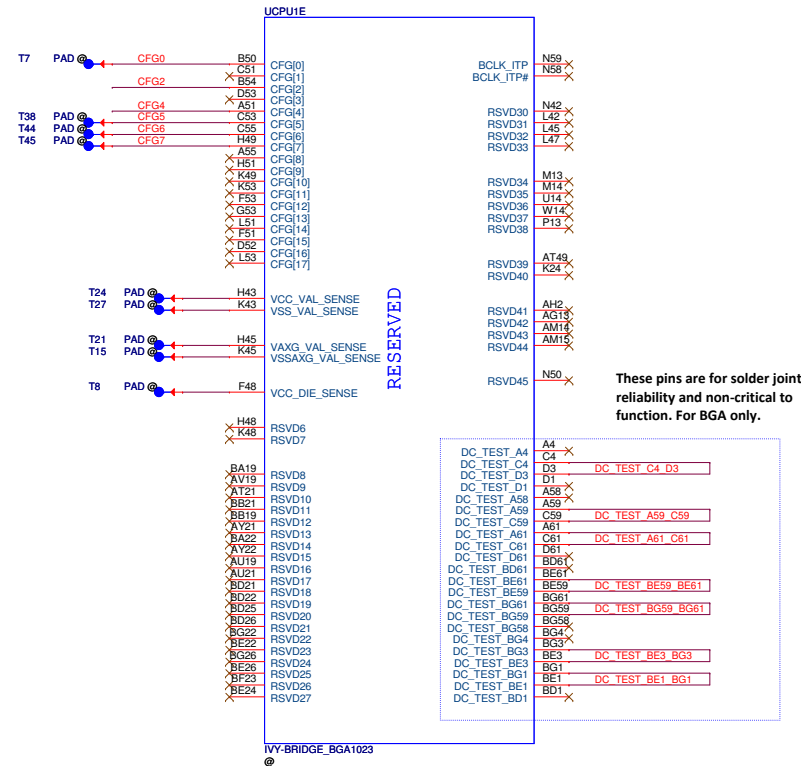 UCPU1E
T7 PAD @ CFG0 B50 CFG[0] BCLK_ITP N59
C51 CFG[1] BCLK_ITP# N58
CFG2 B54 CFG[2]
D53 CFG[3]
CFG4 A51 CFG[4] RSVD30 N42
T38 PAD @ CFG5 C53 CFG[5] RSVD31 L42
T44 PAD @ CFG6 C55 CFG[6] RSVD32 L45
T45 PAD @ CFG7 H49 CFG[7] RSVD33 L47
A55 CFG[8]
H51 CFG[9]
K49 CFG[10] RSVD34 M13
K53 CFG[11] RSVD35 M14
F53 CFG[12] RSVD36 U14
G53 CFG[13] RSVD37 W14
L51 CFG[14] RSVD38 P13
F51 CFG[15]
D52 CFG[16]
L53 CFG[17] RSVD39 AT49
RSVD40 K24
T24 PAD @ H43 VCC_VAL_SENSE
T27 PAD @ K43 VSS_VAL_SENSE RSVD41 AH2
RSVD42 AG13
RSVD43 AM14
T21 PAD @ H45 VAXG_VAL_SENSE RSVD44 AM15
T15 PAD @ K45 VSSAXG_VAL_SENSE
RESERVED
T8 PAD @ F48 VCC_DIE_SENSE RSVD45 N50
These pins are for solder joint
reliability and non-critical to
function. For BGA only.
H48 RSVD6
K48 RSVD7
DC_TEST_A4 A4
DC_TEST_C4 C4
BA19 RSVD8 DC_TEST_D3 D3 DC_TEST_C4_D3
AV19 RSVD9 DC_TEST_D1 D1
AT21 RSVD10 DC_TEST_A58 A58
BB21 RSVD11 DC_TEST_A59 A59
BB19 RSVD12 DC_TEST_C59 C59 DC_TEST_A59_C59
AY21 RSVD13 DC_TEST_A61 A61
BA22 RSVD14 DC_TEST_C61 C61 DC_TEST_A61_C61
AY22 RSVD15 DC_TEST_D61 D61
AU19 RSVD16 DC_TEST_BD61 BD61
AU21 RSVD17 DC_TEST_BE61 BE61
BD21 RSVD18 DC_TEST_BE59 BE59 DC_TEST_BE59_BE61
BD22 RSVD19 DC_TEST_BG61 BG61
BD25 RSVD20 DC_TEST_BG59 BG59 DC_TEST_BG59_BG61
BD26 RSVD21 DC_TEST_BG58 BG58
BG22 RSVD22 DC_TEST_BG4 BG4
BE22 RSVD23 DC_TEST_BG3 BG3
BG26 RSVD24 DC_TEST_BE3 BE3 DC_TEST_BE3_BG3
BE26 RSVD25 DC_TEST_BG1 BG1
BF23 RSVD26 DC_TEST_BE1 BE1 DC_TEST_BE1_BG1
BE24 RSVD27 DC_TEST_BD1 BD1
IVY-BRIDGE_BGA1023
@